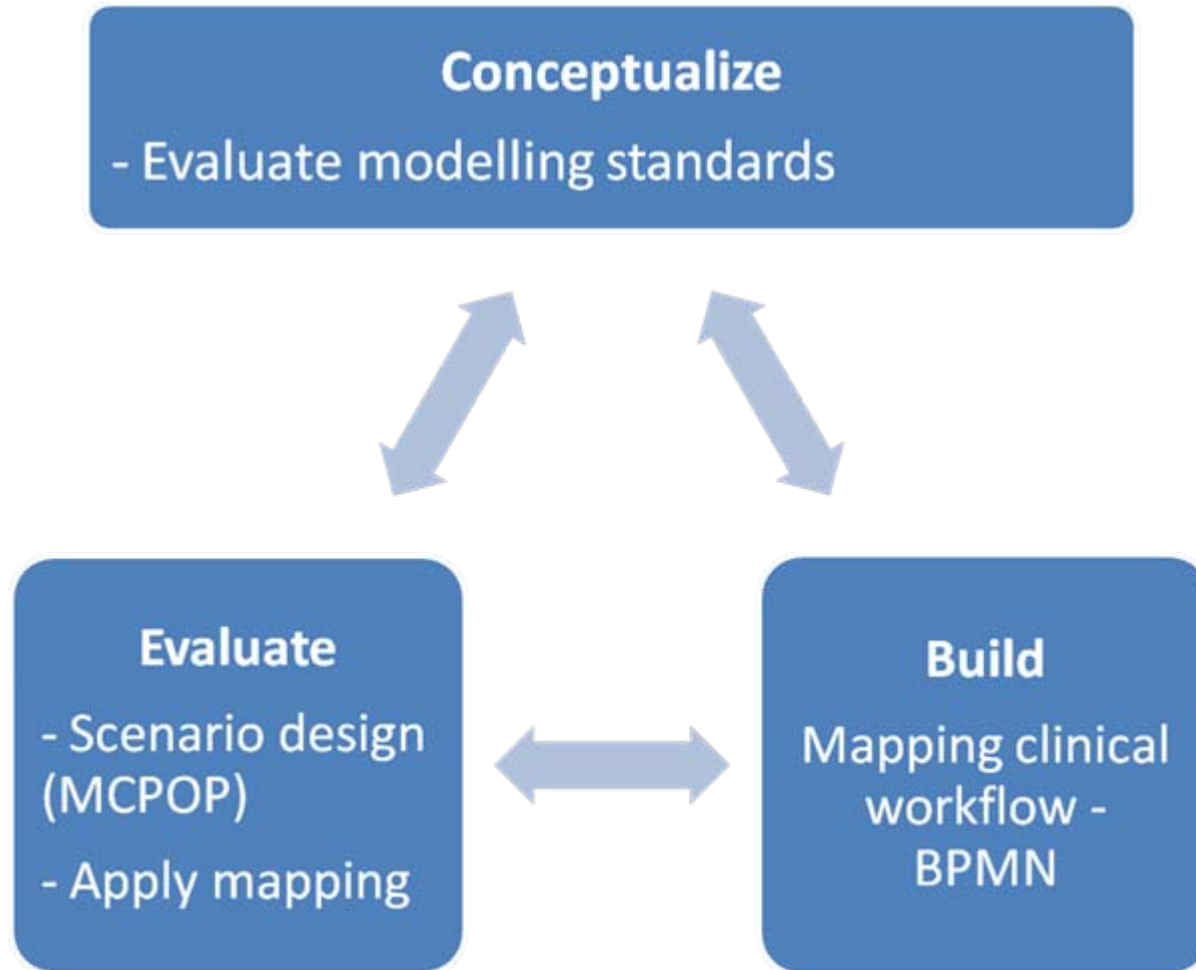 Conceptualize
- Evaluate modelling standards
Evaluate
- Scenario design
(MCPOP)
- Apply mapping
Build
Mapping clinical
workflow -
BPMN